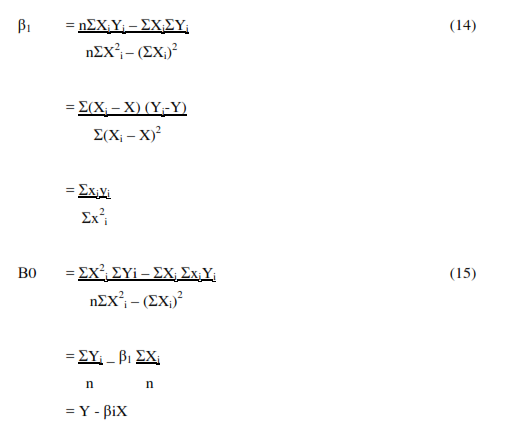 β₁ = nΣXᵢYᵢ – ΣXᵢΣYᵢ (14)
nΣX²ᵢ – (ΣXᵢ)²
= Σ(Xᵢ – X) (Yᵢ-Y)
Σ(Xᵢ – X)²
= Σxᵢyᵢ
Σx²ᵢ
B0 = ΣX²ᵢ ΣYi – ΣXᵢ ΣxᵢYᵢ (15)
nΣX²ᵢ – (ΣXᵢ)²
= ΣYᵢ – β₁ ΣXᵢ
n n
= Y - βiX